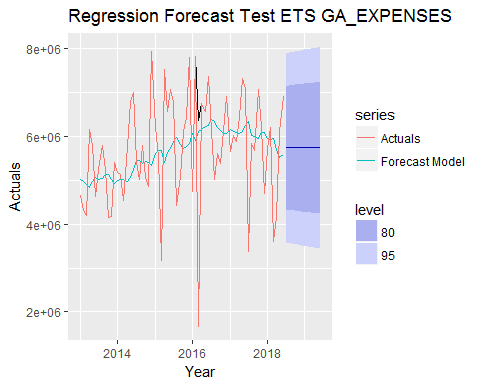 Regression Forecast Test ETS GA_EXPENSES
8e+06
6e+06
4e+06
2e+06
Actuals
2014
2016
2018
Year
series
Actuals
Forecast Model
level
80
95